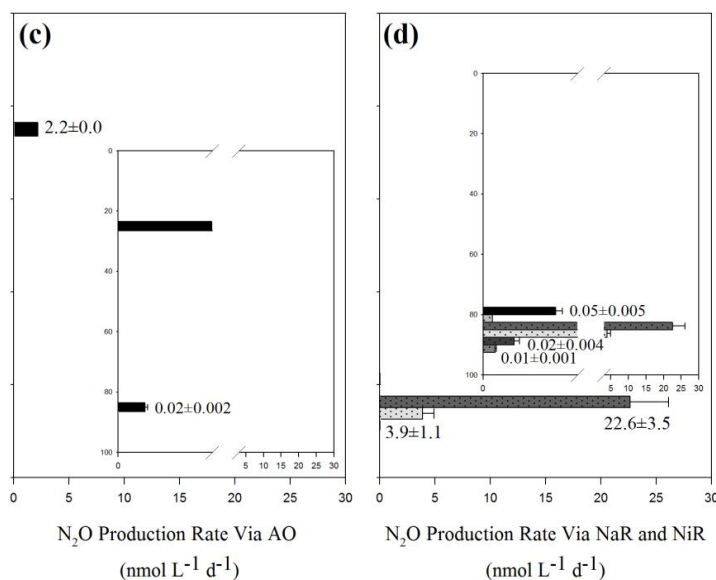 (c)
2.2±0.0
0
20
40
60
80
100
0.02±0.002
0 5 10 15 20 25 30
0 5 10 15 20 25 30
N₂O Production Rate Via AO
(nmol L⁻¹ d⁻¹)
(d)
0
20
40
60
80
100
0.05±0.005
0.02±0.004
0.01±0.001
0 5 10 15 20 25 30
3.9±1.1
22.6±3.5
0 5 10 15 20 25 30
N₂O Production Rate Via NaR and NiR
(nmol L⁻¹ d⁻¹)